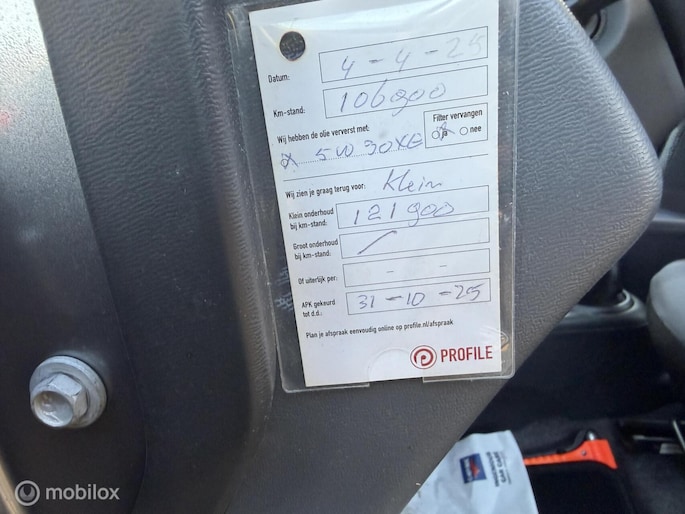 Datum: 4-4-25
Km-stand: 106900
Wij hebben de olie ververst met: Filter vervangen
5W30XE ja nee
Wij zien je graag terug voor: Klein
Klein onderhoud
bij km-stand: 121900
Groot onderhoud
bij km-stand: /
Of uiterlijk per: - -
APK gekeurd
tot d.d.: 31-10-25
Plan je afspraak eenvoudig online op profile.nl/afspraak
PROFILE
mobilox